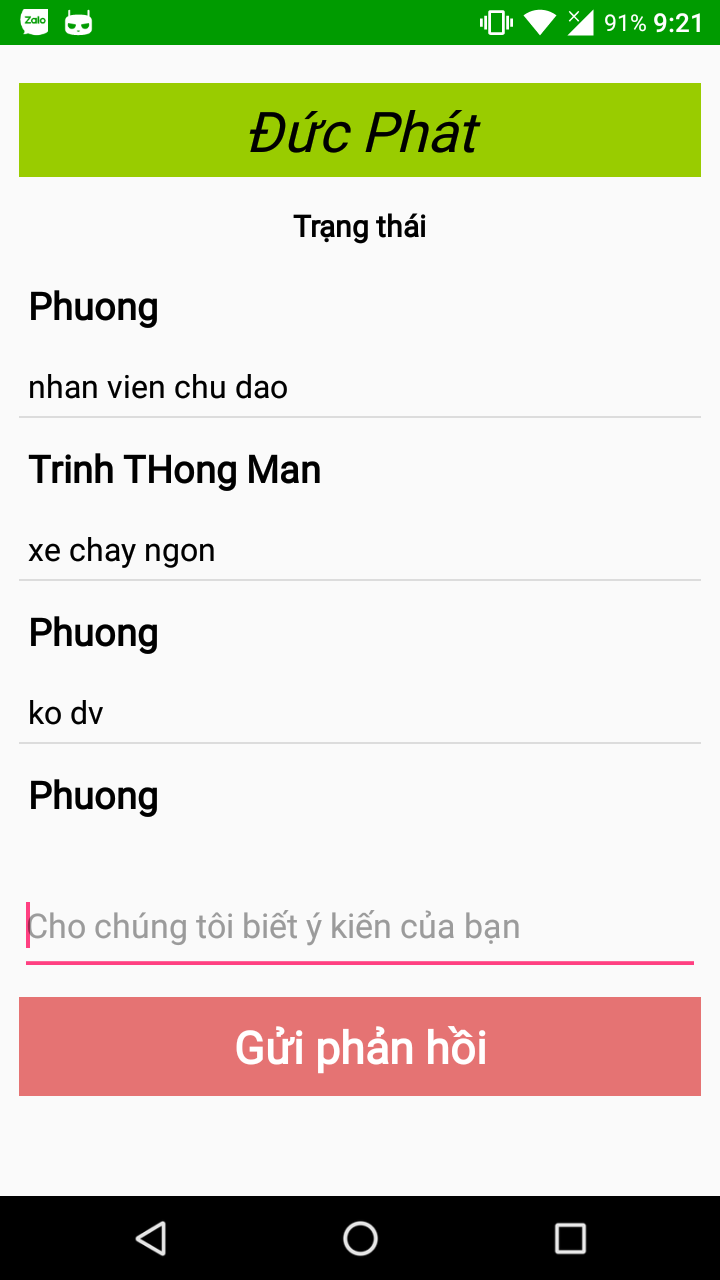 Zalo
91% 9:21
Đức Phát
Trạng thái
Phuong
nhan vien chu dao
Trinh THong Man
xe chay ngon
Phuong
ko dv
Phuong
Cho chúng tôi biết ý kiến của bạn
Gửi phản hồi